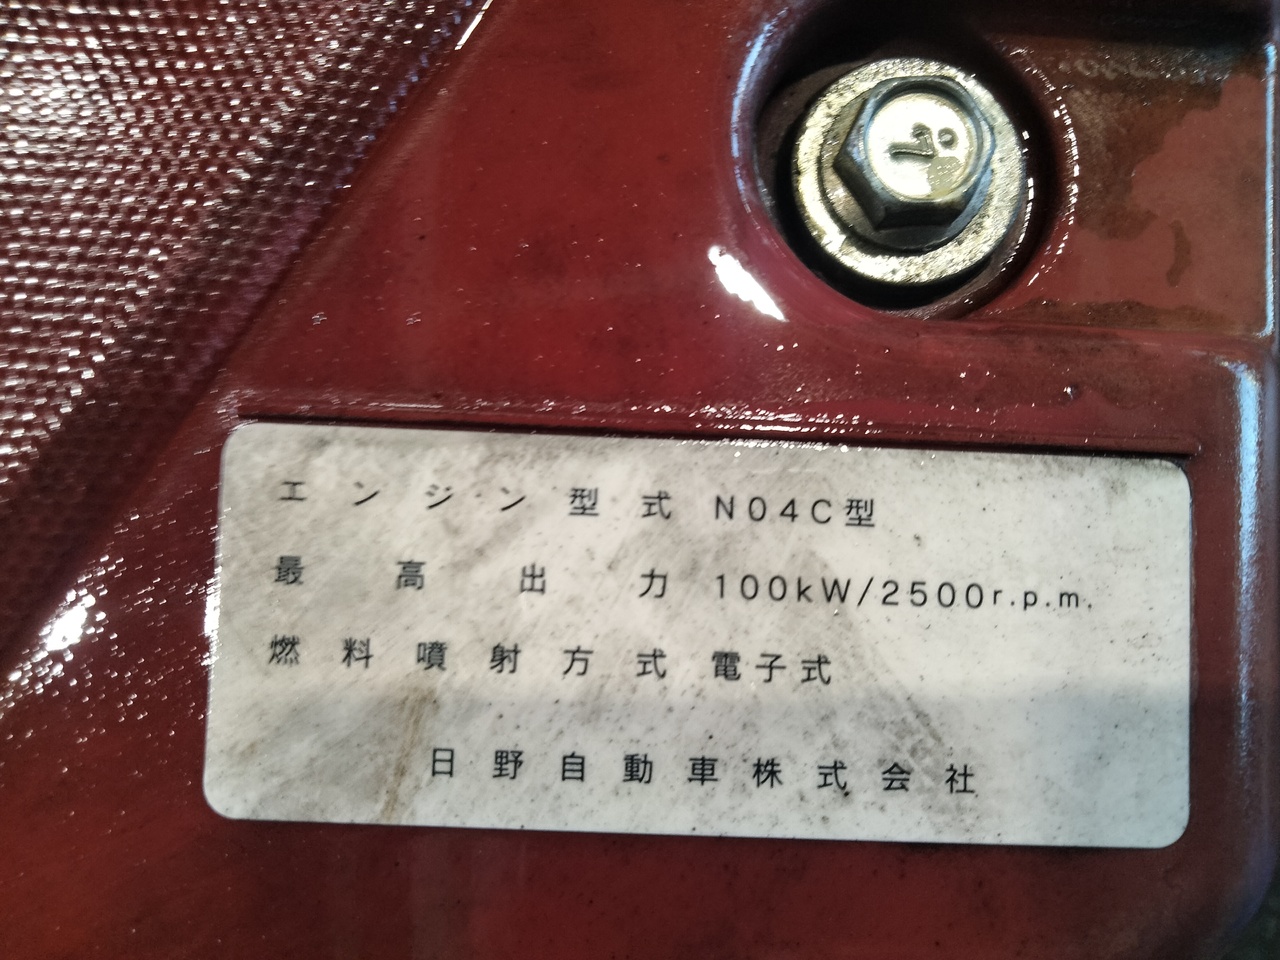 エンジン型式 N04C型
最高出力 100kW/2500r.p.m.
燃料噴射方式 電子式
日野自動車株式会社